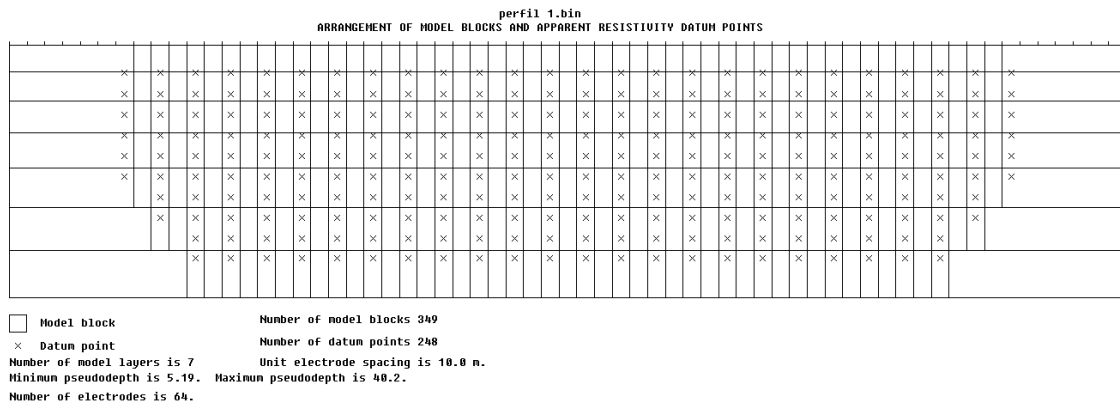 perfil 1.bin
ARRANGEMENT OF MODEL BLOCKS AND APPARENT RESISTIVITY DATUM POINTS
Model block
Number of model blocks 349
Datum point
Number of datum points 248
Number of model layers is 7
Unit electrode spacing is 10.0 m.
Minimum pseudodepth is 5.19. Maximum pseudodepth is 40.2.
Number of electrodes is 64.